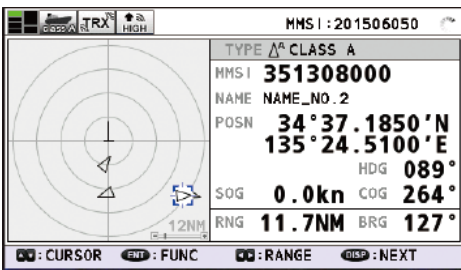 class A TRX HIGH MMSI:201506050
TYPE A CLASS A
MMSI 351308000
NAME NAME_NO.2
POSN 34°37.1850'N
135°24.5100'E
HDG 089°
SOG 0.0kn COG 264°
12NM RNG 11.7NM BRG 127°
:CURSOR ENT:FUNC :RANGE DISP:NEXT